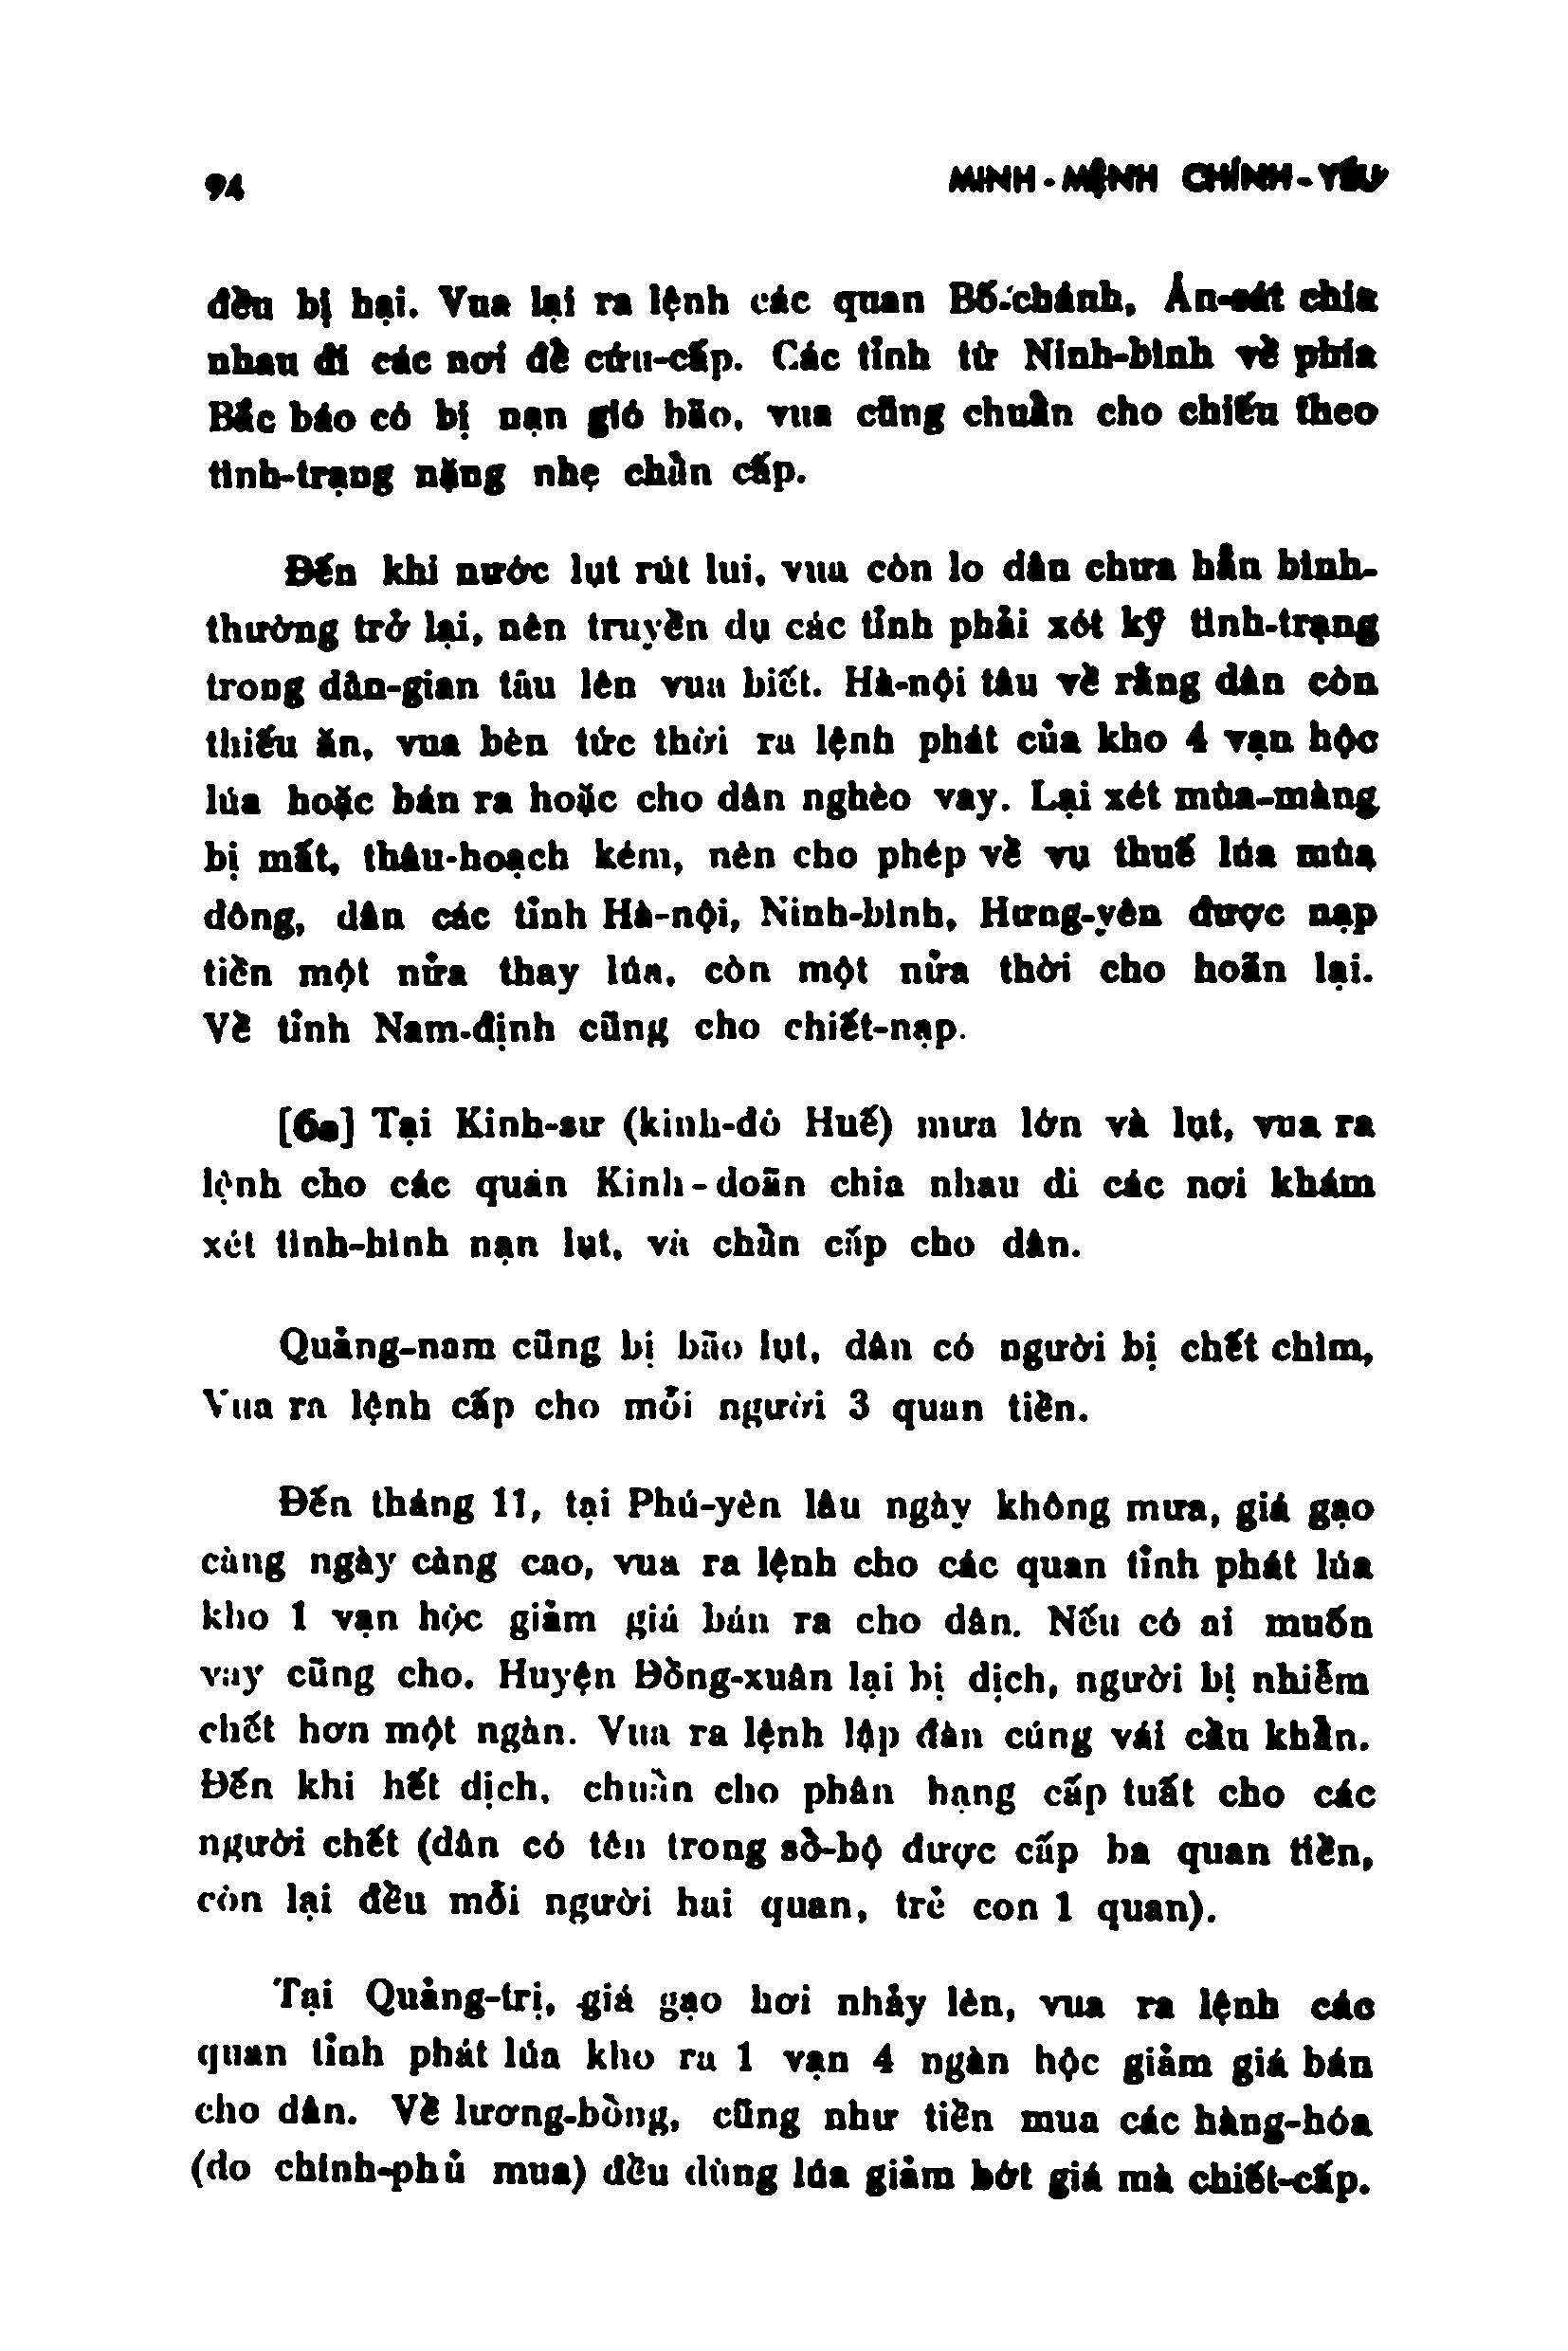 94
MINH-MỆNH CHÍNH-YẾU
đều bị hại. Vua lại ra lệnh các quan Bố-chánh, Án-sát chia
nhau đi các nơi để cứu-cấp. Các tỉnh từ Ninh-bình về phía
Bắc báo có bị nạn gió bão, vua cũng chuẩn cho chiếu theo
tình-trạng nặng nhẹ chẩn cấp.
Đến khi nước lụt rút lui, vua còn lo dân chưa hẳn bình-
thường trở lại, nên truyền dụ các tỉnh phải xót kỹ tình-trạng
trong dân-gian tâu lên vua biết. Hà-nội tâu về rằng dân còn
thiếu ăn, vua bèn tức thời ra lệnh phát của kho 4 vạn hộc
lúa hoặc bán ra hoặc cho dân nghèo vay. Lại xét mùa-màng
bị mất, thâu-hoạch kém, nên cho phép về vụ thuế lúa mùa
đông, dân các tỉnh Hà-nội, Ninh-bình, Hưng-yên được nạp
tiền một nửa thay lúa, còn một nửa thời cho hoãn lại.
Về tỉnh Nam-định cũng cho chiết-nạp.
[6a] Tại Kinh-sư (kinh-đô Huế) mưa lớn và lụt, vua ra
lệnh cho các quan Kinh-doãn chia nhau đi các nơi khám
xét tình-hình nạn lụt, và chẩn cấp cho dân.
Quảng-nam cũng bị bão lụt, dân có người bị chết chìm,
Vua ra lệnh cấp cho mỗi người 3 quan tiền.
Đến tháng 11, tại Phú-yên lâu ngày không mưa, giá gạo
càng ngày càng cao, vua ra lệnh cho các quan tỉnh phát lúa
kho 1 vạn hộc giảm giá bán ra cho dân. Nếu có ai muốn
vay cũng cho. Huyện Đồng-xuân lại bị dịch, người bị nhiễm
chết hơn một ngàn. Vua ra lệnh lập đàn cúng vái cầu khẩn.
Đến khi hết dịch, chuẩn cho phân hạng cấp tuất cho các
người chết (dân có tên trong sổ-bộ được cấp ba quan tiền,
còn lại đều mỗi người hai quan, trẻ con 1 quan).
Tại Quảng-trị, giá gạo hơi nhảy lên, vua ra lệnh các
quan tỉnh phát lúa kho ra 1 vạn 4 ngàn hộc giảm giá bán
cho dân. Về lương-bổng, cũng như tiền mua các hàng-hóa
(do chính-phủ mua) đều dùng lúa giảm bớt giá mà chiết-cấp.